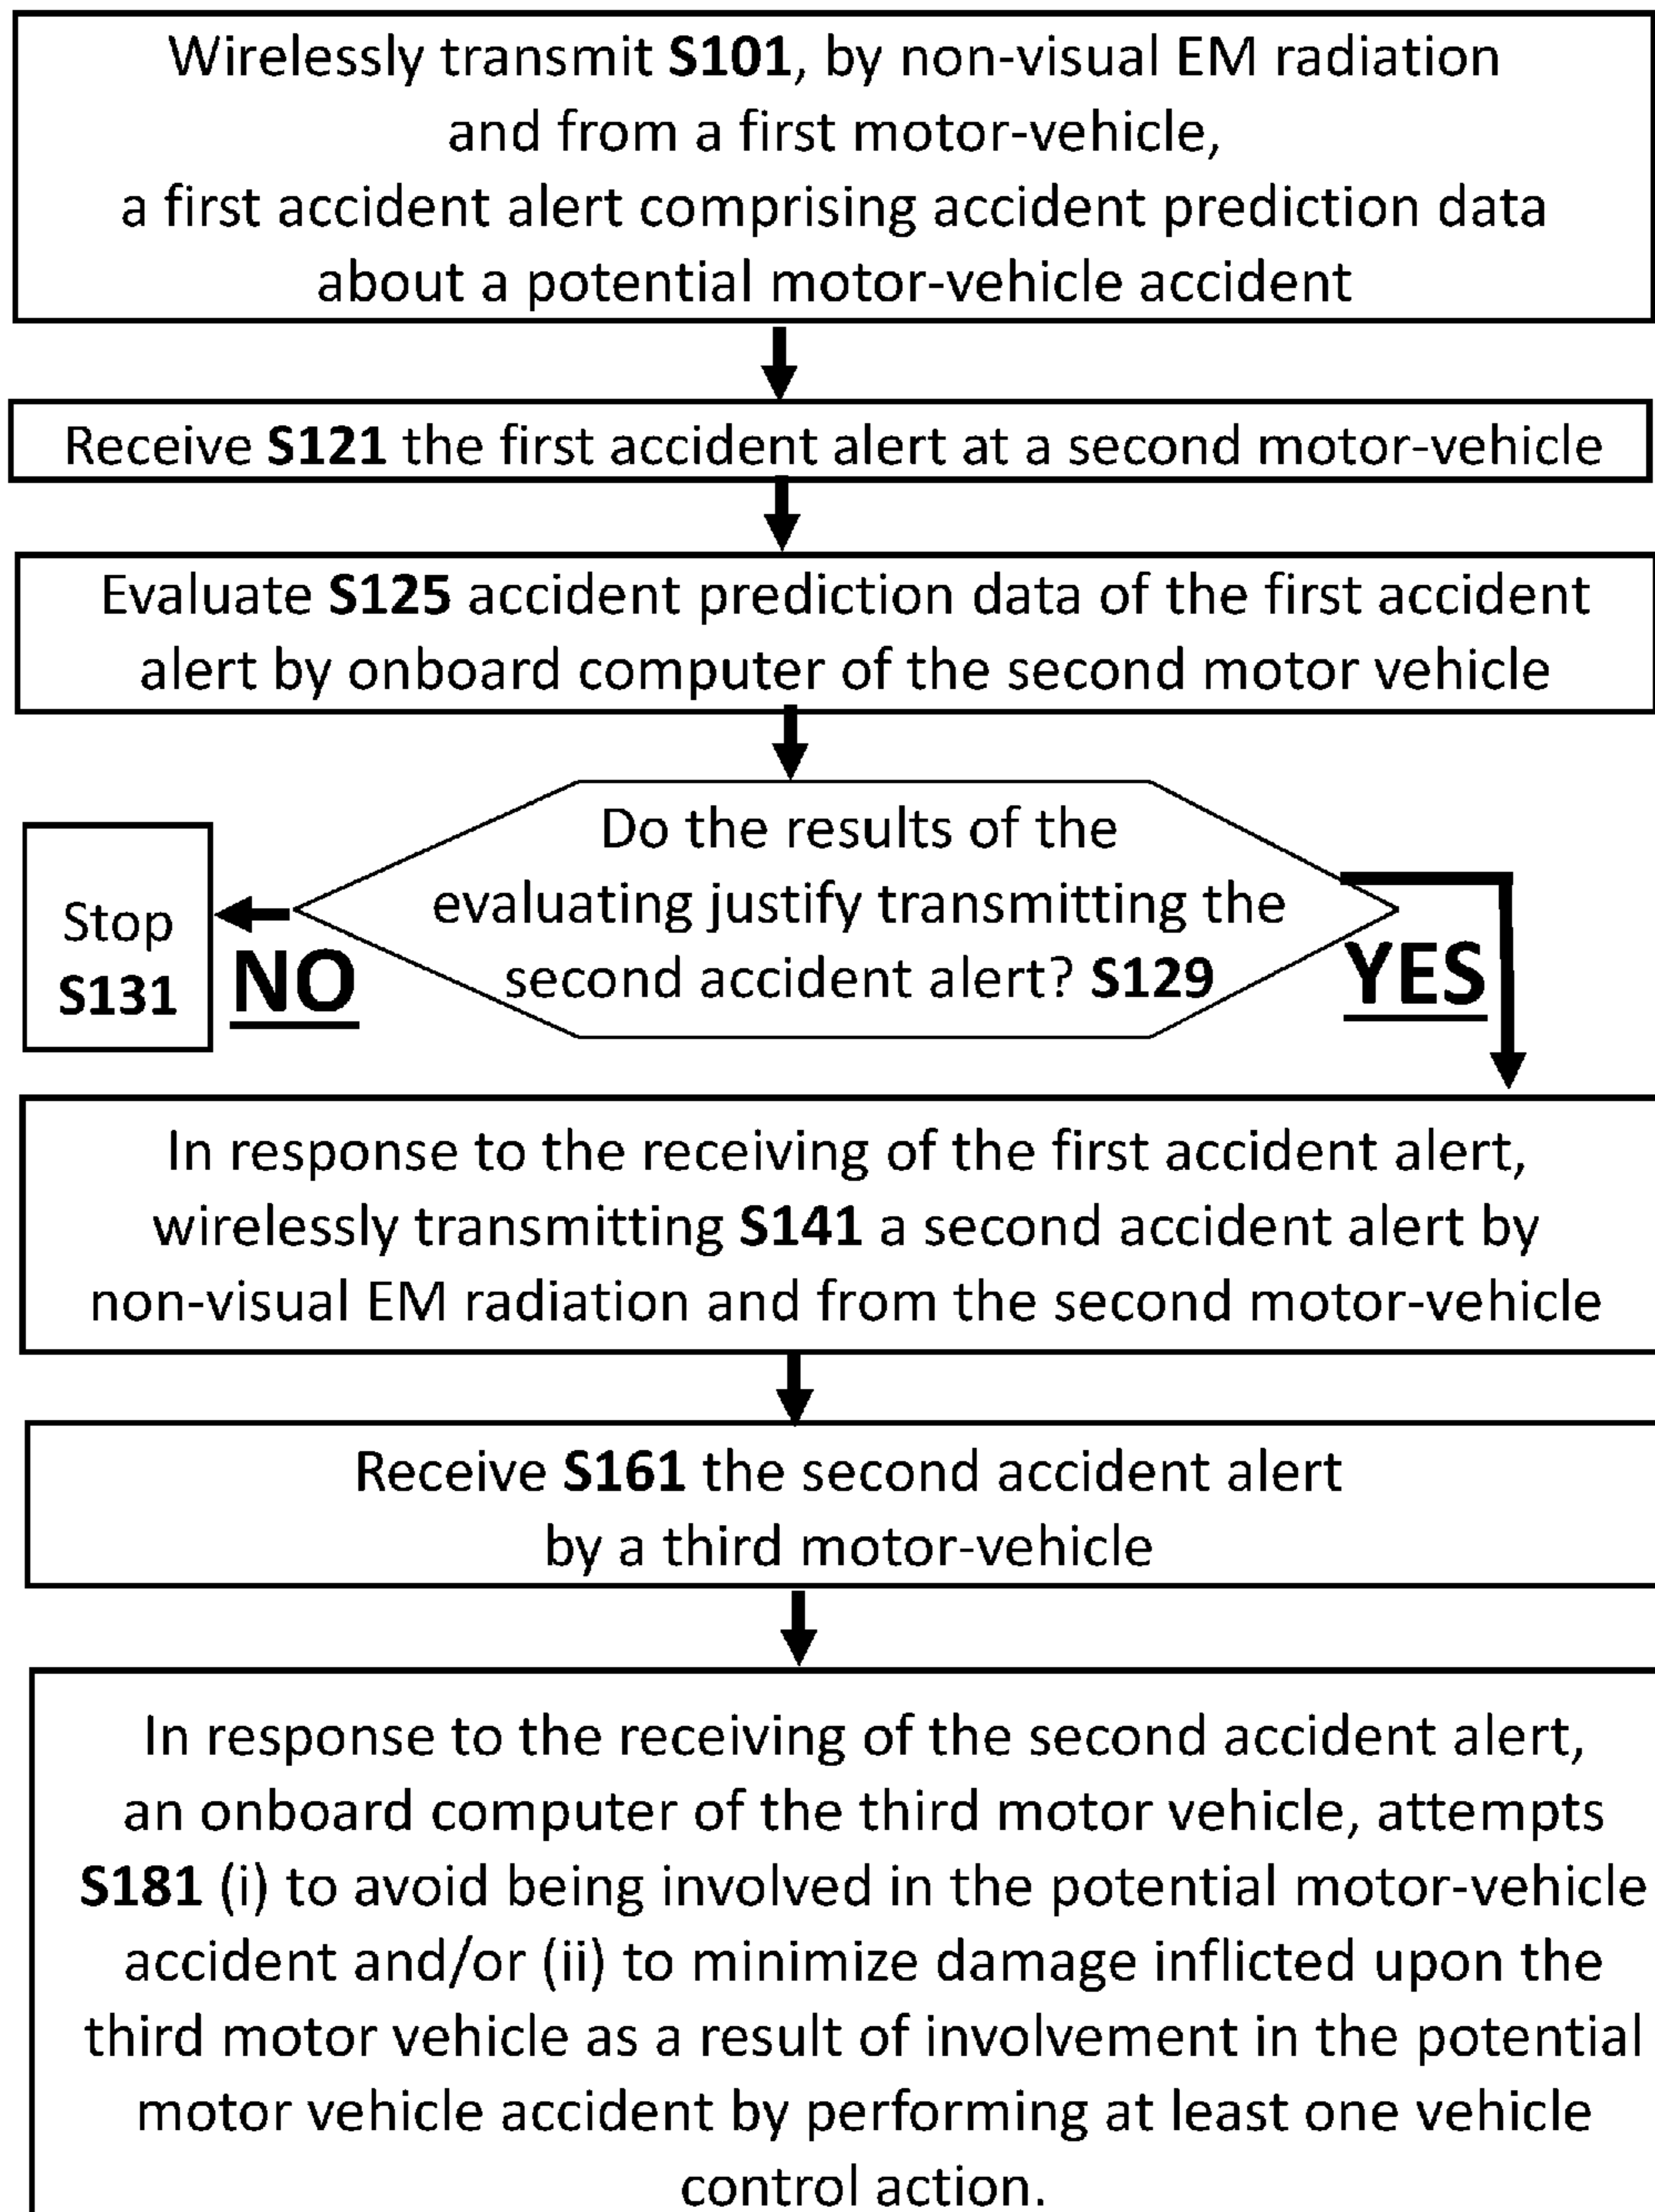 Wirelessly transmit S101, by non-visual EM radiation
and from a first motor-vehicle,
a first accident alert comprising accident prediction data
about a potential motor-vehicle accident
Receive S121 the first accident alert at a second motor-vehicle
Evaluate S125 accident prediction data of the first accident
alert by onboard computer of the second motor vehicle
Do the results of the
evaluating justify transmitting the
second accident alert? S129
Stop
S131
NO
YES
In response to the receiving of the first accident alert,
wirelessly transmitting S141 a second accident alert by
non-visual EM radiation and from the second motor-vehicle
Receive S161 the second accident alert
by a third motor-vehicle
In response to the receiving of the second accident alert,
an onboard computer of the third motor vehicle, attempts
S181 (i) to avoid being involved in the potential motor-vehicle
accident and/or (ii) to minimize damage inflicted upon the
third motor vehicle as a result of involvement in the potential
motor vehicle accident by performing at least one vehicle
control action.